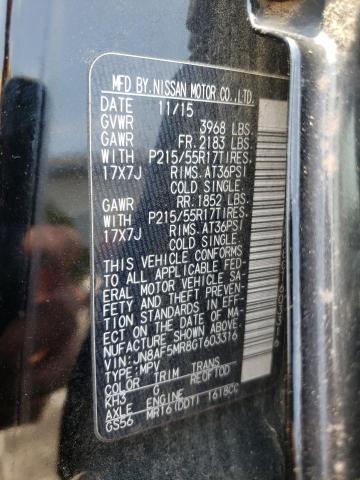 MFD BY. NISSAN MOTOR CO., LTD.
DATE 11/15
GVWR 3968 LBS.
GAWR FR. 2183 LBS.
WITH P215/55R17TIRES.
17X7J RIMS. AT36PSI
COLD SINGLE.
GAWR RR. 1852 LBS.
WITH P215/55R17TIRES.
17X7J RIMS. AT36PSI
COLD SINGLE.
THIS VEHICLE CONFORMS
TO ALL APPLICABLE FED-
ERAL MOTOR VEHICLE SA-
FETY AND THEFT PREVEN-
TION STANDARDS IN EFF-
ECT ON THE DATE OF MA-
NUFACTURE SHOWN ABOVE.
VIN: JN8AF5MR8GT603316
TYPE: MPV
COLOR TRIM TRANS
KH3 G RE0F10D
AXLE ENGINE
GS56 MR16(DDT) 1618CC